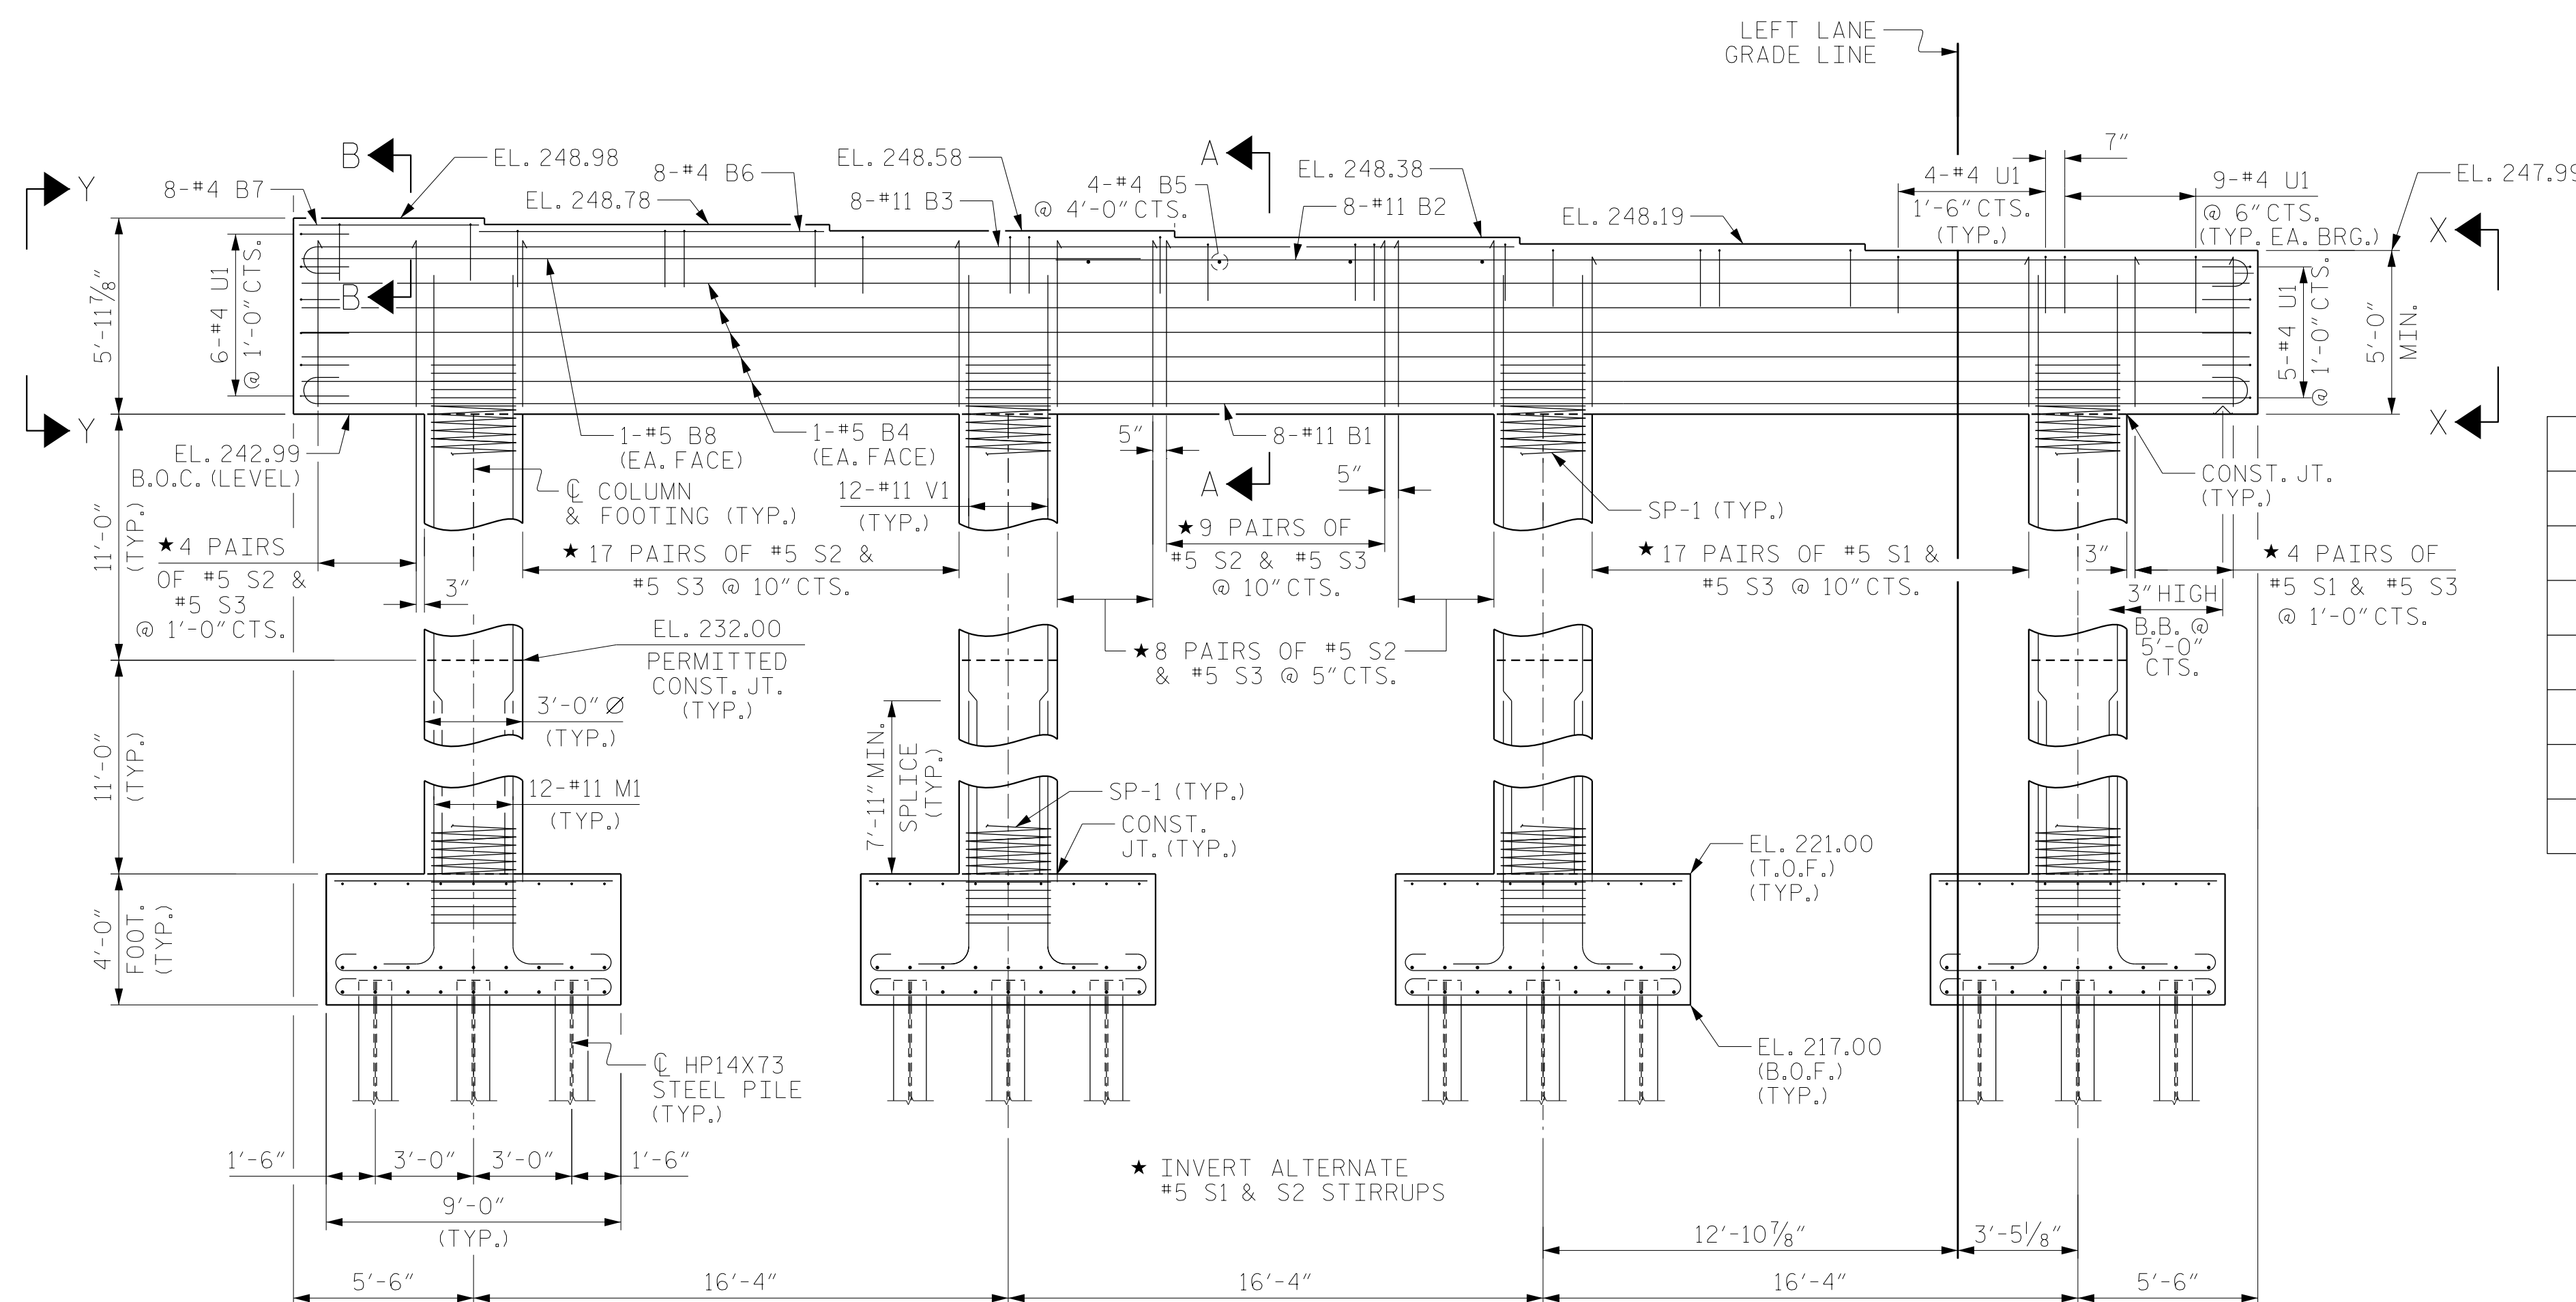 LEFT LANE
GRADE LINE
B
EL. 248.98
EL. 248.58
A
EL. 248.38
4-#4 U1
1'-6" CTS.
(TYP.)
7"
9-#4 U1
@ 6" CTS.
(TYP. EA. BRG.)
Y
8-#4 B7
EL. 248.78
8-#4 B6
8-#11 B3
4-#4 B5
@ 4'-0" CTS.
8-#11 B2
EL. 248.19
X
5'-11 7/8"
6-#4 U1
@ 1'-0" CTS.
B
5-#4 U1
@ 1'-0" CTS.
5'-0"
MIN.
Y
X
EL. 242.99
B.O.C. (LEVEL)
1-#5 B8
(EA. FACE)
1-#5 B4
(EA. FACE)
5"
8-#11 B1
A
5"
CONST. JT.
(TYP.)
℄ COLUMN
& FOOTING (TYP.)
12-#11 V1
(TYP.)
SP-1 (TYP.)
11'-0"
(TYP.)
★ 4 PAIRS
OF #5 S2 &
#5 S3
@ 1'-0" CTS.
3"
★ 17 PAIRS OF #5 S2 &
#5 S3 @ 10" CTS.
★ 9 PAIRS OF
#5 S2 & #5 S3
@ 10" CTS.
★ 17 PAIRS OF #5 S1 &
#5 S3 @ 10" CTS.
3"
★ 4 PAIRS OF
#5 S1 & #5 S3
@ 1'-0" CTS.
3" HIGH
B.B. @
5'-0"
CTS.
EL. 232.00
PERMITTED
CONST. JT.
(TYP.)
★ 8 PAIRS OF #5 S2
& #5 S3 @ 5" CTS.
3'-0" Ø
(TYP.)
11'-0"
(TYP.)
12-#11 M1
(TYP.)
7'-11" MIN.
SPLICE
(TYP.)
SP-1 (TYP.)
CONST.
JT. (TYP.)
EL. 221.00
(T.O.F.)
(TYP.)
4'-0"
FOOT.
(TYP.)
℄ HP14X73
STEEL PILE
(TYP.)
EL. 217.00
(B.O.F.)
(TYP.)
1'-6"
3'-0"
3'-0"
1'-6"
9'-0"
(TYP.)
★ INVERT ALTERNATE
#5 S1 & S2 STIRRUPS
12'-10 7/8"
3'-5 1/8"
5'-6"
16'-4"
16'-4"
16'-4"
5'-6"